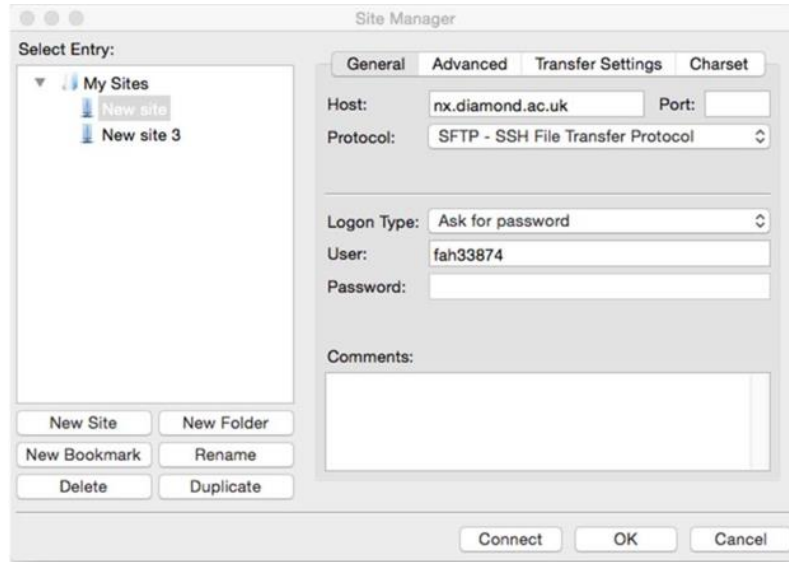 Site Manager
Select Entry:
My Sites
New site
New site 3
New Site New Folder
New Bookmark Rename
Delete Duplicate
General Advanced Transfer Settings Charset
Host: nx.diamond.ac.uk Port:
Protocol: SFTP - SSH File Transfer Protocol
Logon Type: Ask for password
User: fah33874
Password:
Comments:
Connect OK Cancel